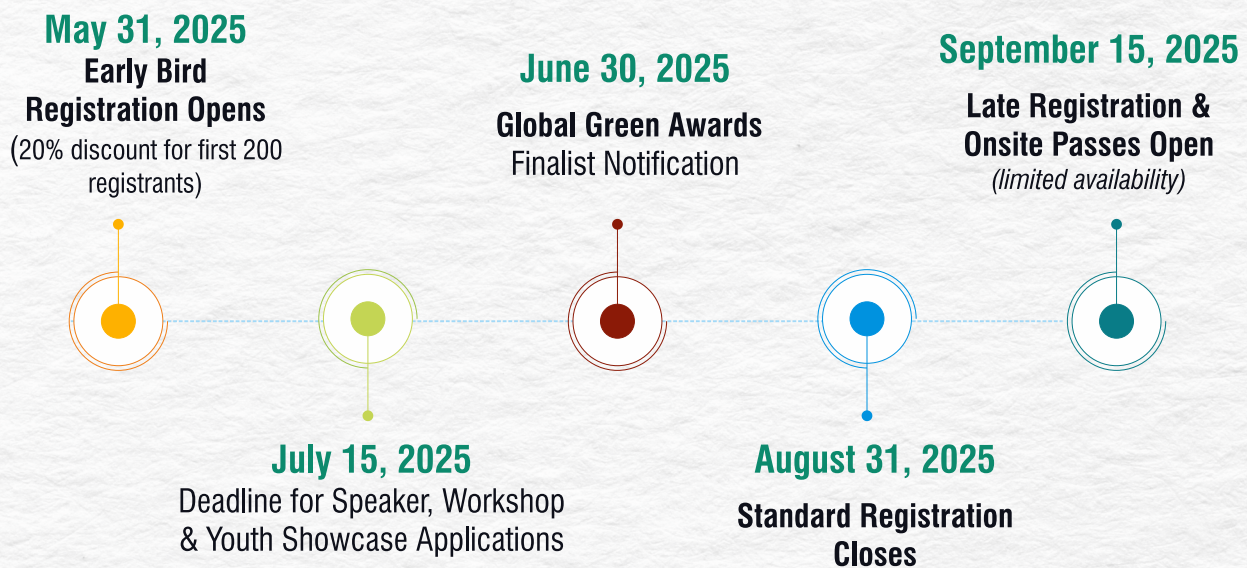 May 31, 2025
Early Bird
Registration Opens
(20% discount for first 200
registrants)
July 15, 2025
Deadline for Speaker, Workshop
& Youth Showcase Applications
June 30, 2025
Global Green Awards
Finalist Notification
August 31, 2025
Standard Registration
Closes
September 15, 2025
Late Registration &
Onsite Passes Open
(limited availability)